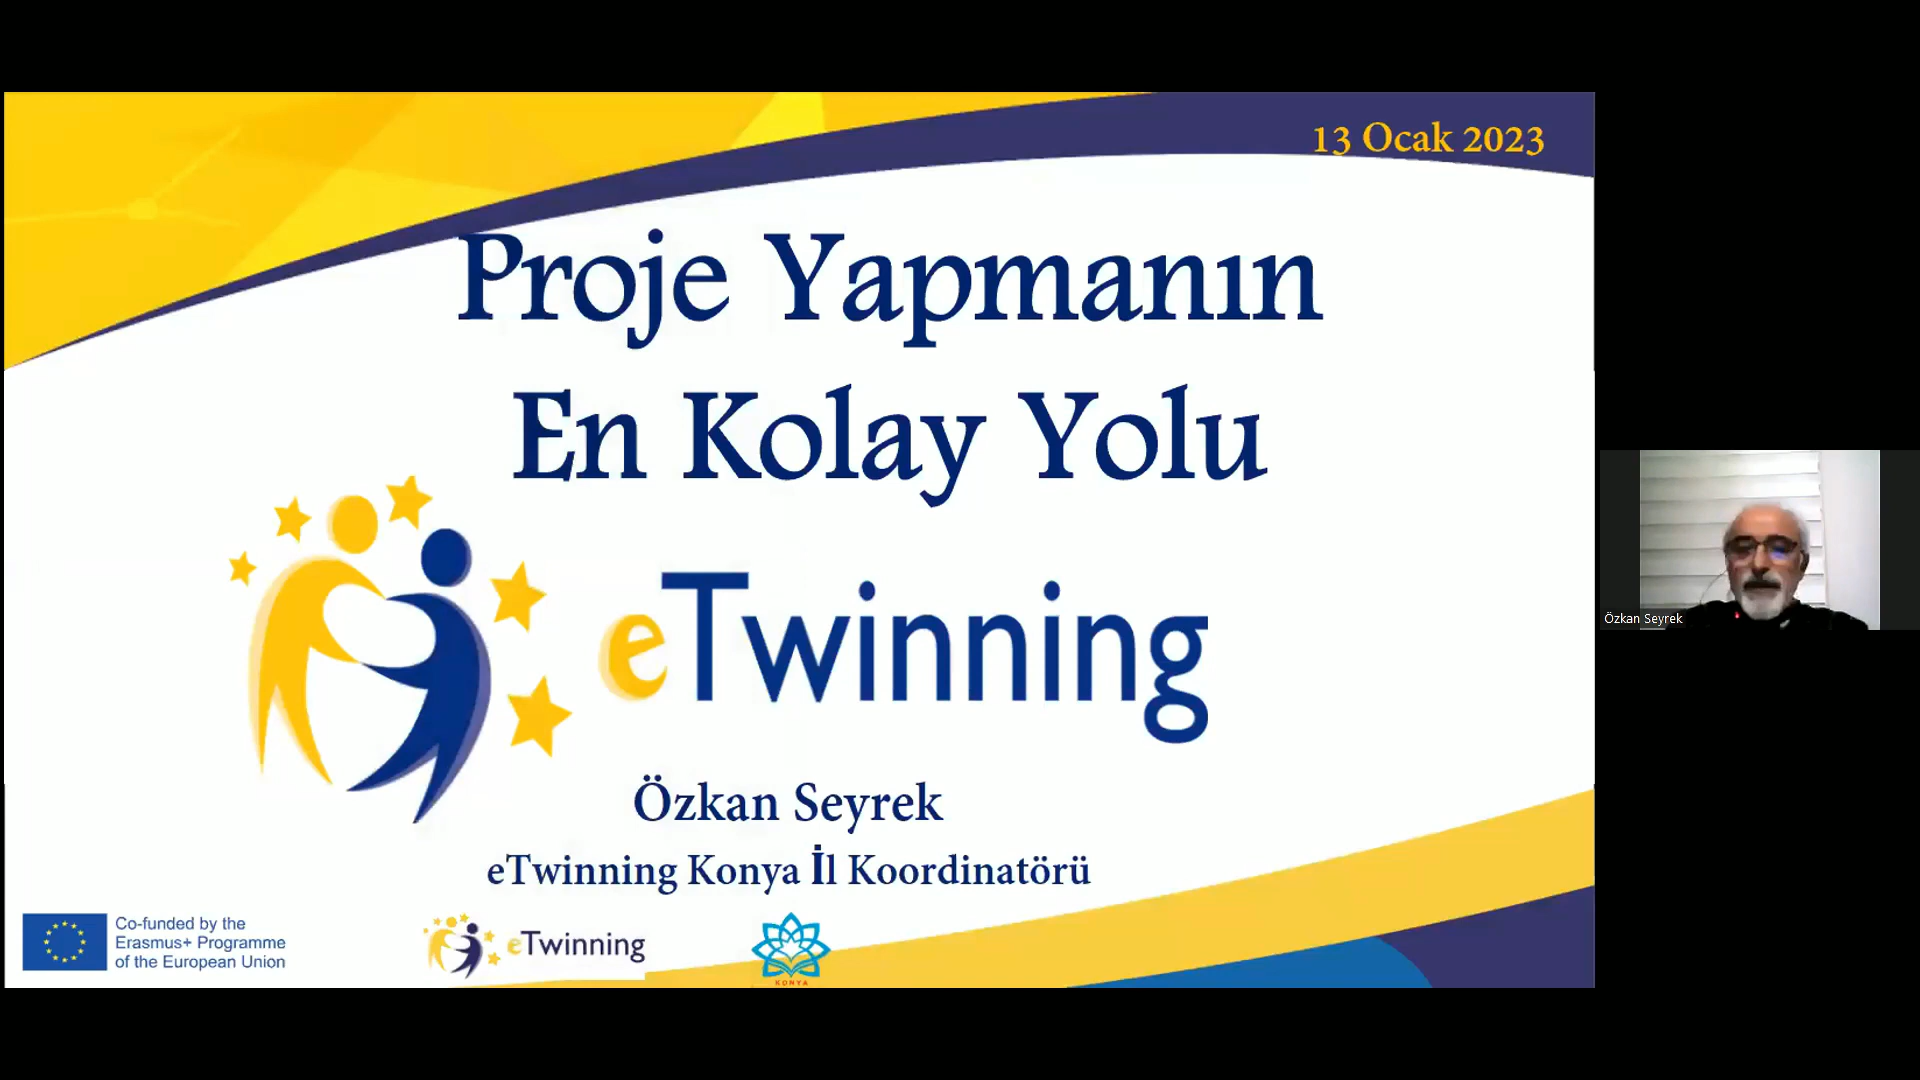 13 Ocak 2023
Proje Yapmanın
En Kolay Yolu
eTwinning
Özkan Seyrek
eTwinning Konya İl Koordinatörü
Co-funded by the
Erasmus+ Programme
of the European Union
eTwinning
KONYA
Özkan Seyrek